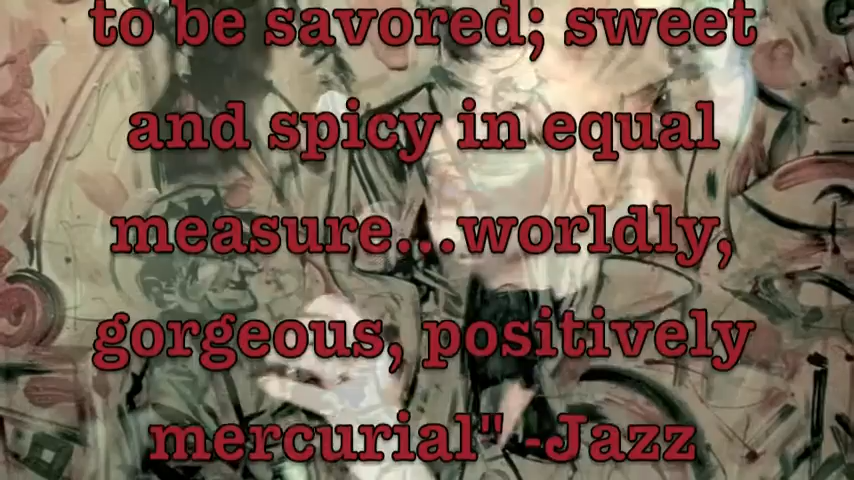 to be savored; sweet
and spicy in equal
measure...worldly,
gorgeous, positively
mercurial" -Jazz